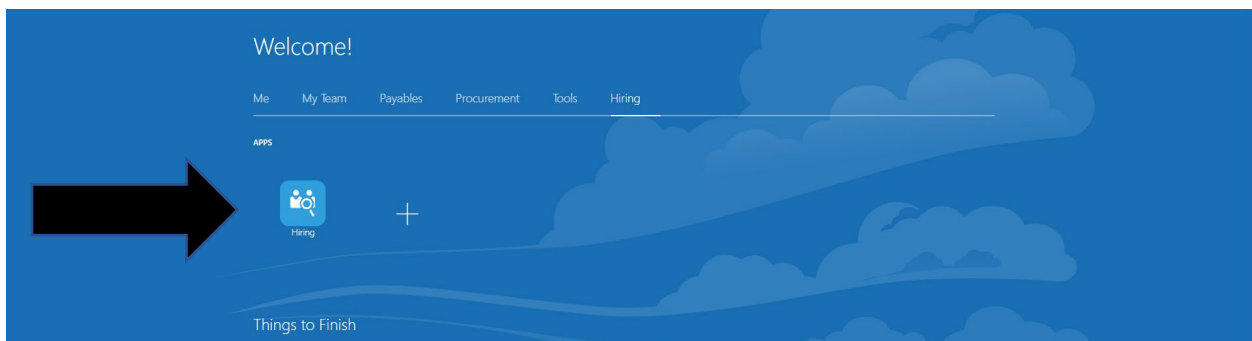 Welcome!
Me My Team Payables Procurement Tools Hiring
APPS
Hiring
Things to Finish